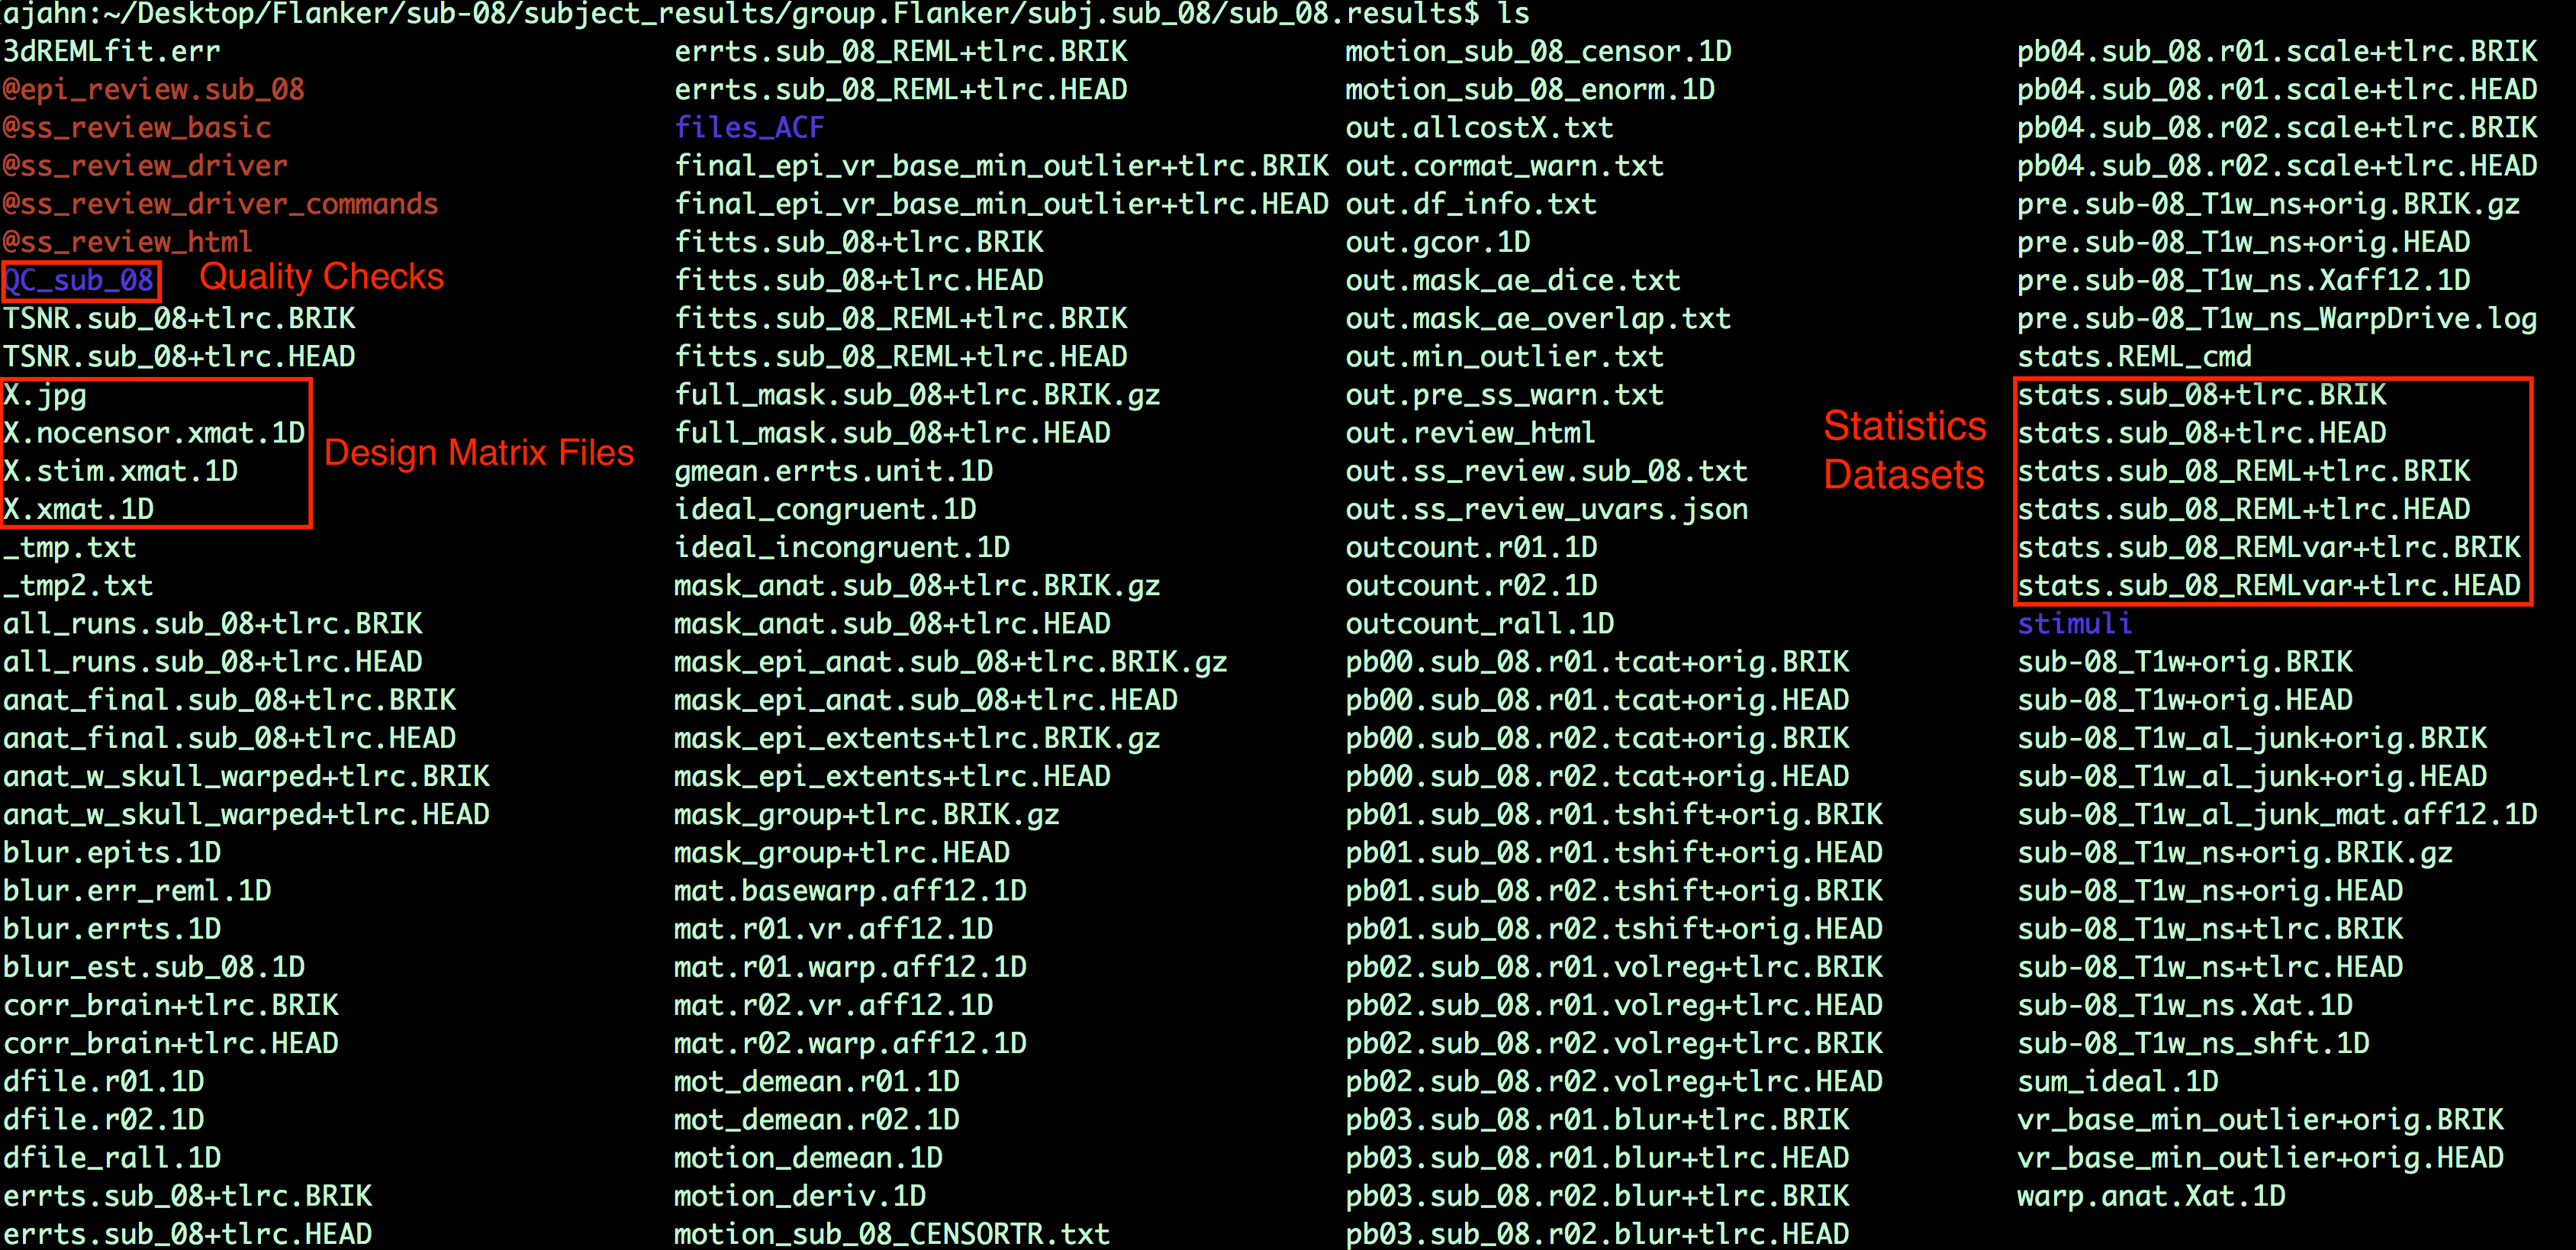 ajahn:~/Desktop/Flanker/sub-08/subject_results/group.Flanker/subj.sub_08/sub_08.results$ ls
3dREMLfit.err errts.sub_08_REML+tlrc.BRIK motion_sub_08_censor.1D pb04.sub_08.r01.scale+tlrc.BRIK
@epi_review.sub_08 errts.sub_08_REML+tlrc.HEAD motion_sub_08_enorm.1D pb04.sub_08.r01.scale+tlrc.HEAD
@ss_review_basic files_ACF out.allcostX.txt pb04.sub_08.r02.scale+tlrc.BRIK
@ss_review_driver final_epi_vr_base_min_outlier+tlrc.BRIK out.cormat_warn.txt pb04.sub_08.r02.scale+tlrc.HEAD
@ss_review_driver_commands final_epi_vr_base_min_outlier+tlrc.HEAD out.df_info.txt pre.sub-08_T1w_ns+orig.BRIK.gz
@ss_review_html fitts.sub_08+tlrc.BRIK out.gcor.1D pre.sub-08_T1w_ns+orig.HEAD
QC_sub_08 Quality Checks fitts.sub_08+tlrc.HEAD out.mask_ae_dice.txt pre.sub-08_T1w_ns.Xaff12.1D
TSNR.sub_08+tlrc.BRIK fitts.sub_08_REML+tlrc.BRIK out.mask_ae_overlap.txt pre.sub-08_T1w_ns_WarpDrive.log
TSNR.sub_08+tlrc.HEAD fitts.sub_08_REML+tlrc.HEAD out.min_outlier.txt stats.REML_cmd
X.jpg full_mask.sub_08+tlrc.BRIK.gz out.pre_ss_warn.txt stats.sub_08+tlrc.BRIK
X.nocensor.xmat.1D Design Matrix Files full_mask.sub_08+tlrc.HEAD out.review_html Statistics stats.sub_08+tlrc.HEAD
X.stim.xmat.1D gmean.errts.unit.1D out.ss_review.sub_08.txt Datasets stats.sub_08_REML+tlrc.BRIK
X.xmat.1D ideal_congruent.1D out.ss_review_uvars.json stats.sub_08_REML+tlrc.HEAD
_tmp.txt ideal_incongruent.1D outcount.r01.1D stats.sub_08_REMLvar+tlrc.BRIK
_tmp2.txt mask_anat.sub_08+tlrc.BRIK.gz outcount.r02.1D stats.sub_08_REMLvar+tlrc.HEAD
all_runs.sub_08+tlrc.BRIK mask_anat.sub_08+tlrc.HEAD outcount_rall.1D stimuli
all_runs.sub_08+tlrc.HEAD mask_epi_anat.sub_08+tlrc.BRIK.gz pb00.sub_08.r01.tcat+orig.BRIK sub-08_T1w+orig.BRIK
anat_final.sub_08+tlrc.BRIK mask_epi_anat.sub_08+tlrc.HEAD pb00.sub_08.r01.tcat+orig.HEAD sub-08_T1w+orig.HEAD
anat_final.sub_08+tlrc.HEAD mask_epi_extents+tlrc.BRIK.gz pb00.sub_08.r02.tcat+orig.BRIK sub-08_T1w_al_junk+orig.BRIK
anat_w_skull_warped+tlrc.BRIK mask_epi_extents+tlrc.HEAD pb00.sub_08.r02.tcat+orig.HEAD sub-08_T1w_al_junk+orig.HEAD
anat_w_skull_warped+tlrc.HEAD mask_group+tlrc.BRIK.gz pb01.sub_08.r01.tshift+orig.BRIK sub-08_T1w_al_junk_mat.aff12.1D
blur.epits.1D mask_group+tlrc.HEAD pb01.sub_08.r01.tshift+orig.HEAD sub-08_T1w_ns+orig.BRIK.gz
blur.err_reml.1D mat.basewarp.aff12.1D pb01.sub_08.r02.tshift+orig.BRIK sub-08_T1w_ns+orig.HEAD
blur.errts.1D mat.r01.vr.aff12.1D pb01.sub_08.r02.tshift+orig.HEAD sub-08_T1w_ns+tlrc.BRIK
blur_est.sub_08.1D mat.r01.warp.aff12.1D pb02.sub_08.r01.volreg+tlrc.BRIK sub-08_T1w_ns+tlrc.HEAD
corr_brain+tlrc.BRIK mat.r02.vr.aff12.1D pb02.sub_08.r01.volreg+tlrc.HEAD sub-08_T1w_ns.Xat.1D
corr_brain+tlrc.HEAD mat.r02.warp.aff12.1D pb02.sub_08.r02.volreg+tlrc.BRIK sub-08_T1w_ns_shft.1D
dfile.r01.1D mot_demean.r01.1D pb02.sub_08.r02.volreg+tlrc.HEAD sum_ideal.1D
dfile.r02.1D mot_demean.r02.1D pb03.sub_08.r01.blur+tlrc.BRIK vr_base_min_outlier+orig.BRIK
dfile_rall.1D motion_demean.1D pb03.sub_08.r01.blur+tlrc.HEAD vr_base_min_outlier+orig.HEAD
errts.sub_08+tlrc.BRIK motion_deriv.1D pb03.sub_08.r02.blur+tlrc.BRIK warp.anat.Xat.1D
errts.sub_08+tlrc.HEAD motion_sub_08_CENSORTR.txt pb03.sub_08.r02.blur+tlrc.HEAD